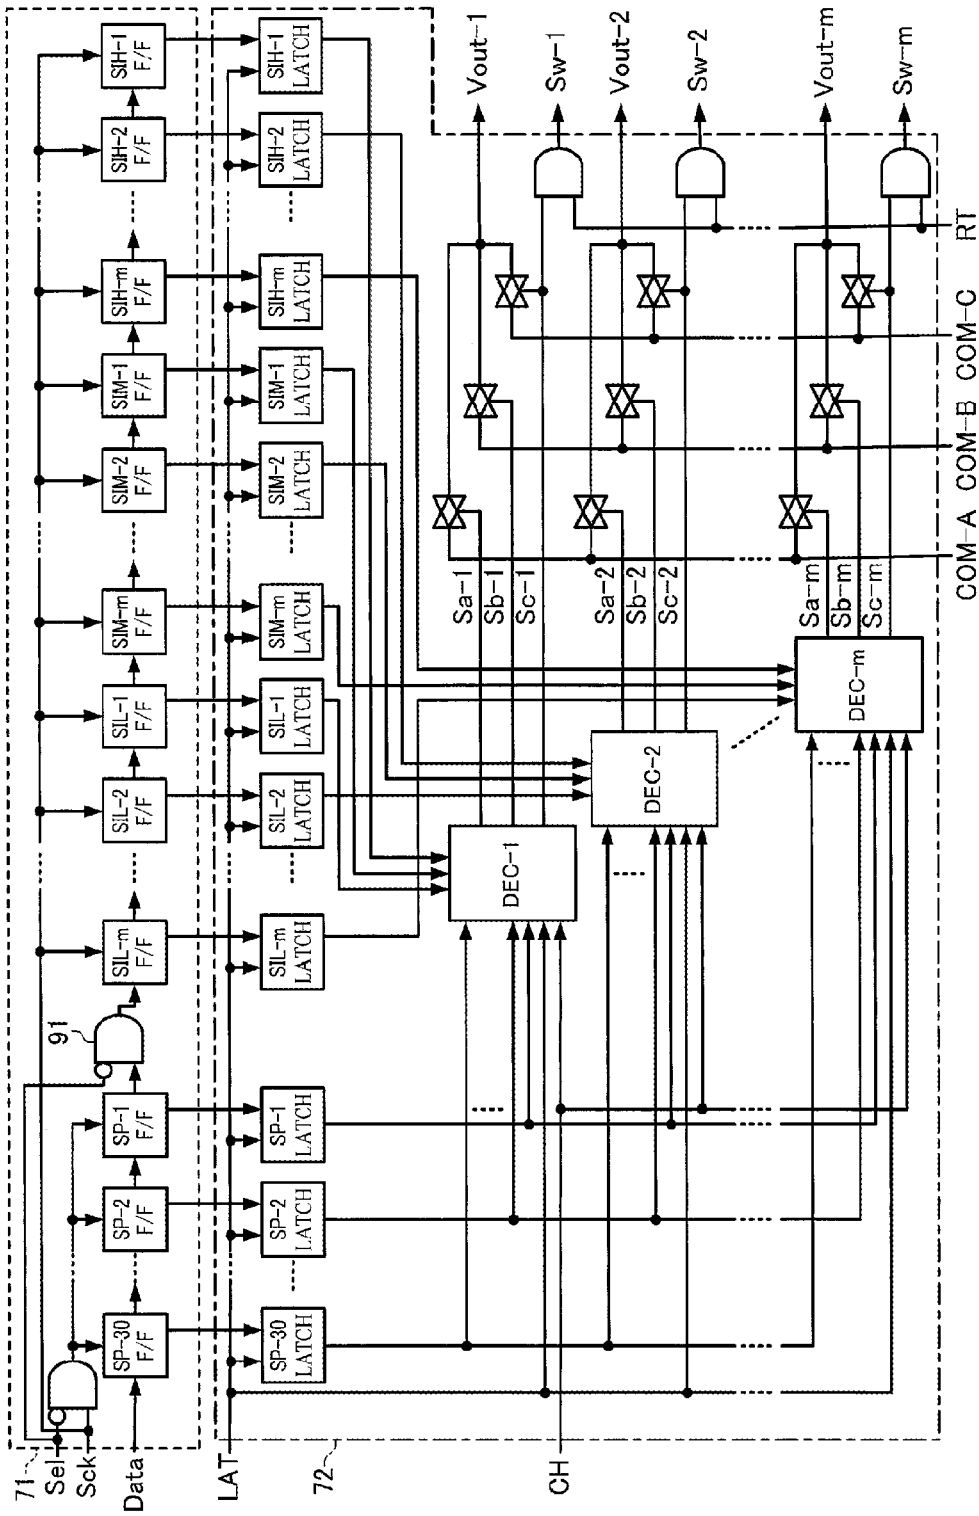 71
Sel
Sck
Data
SP-30
F/F
SP-2
F/F
SP-1
F/F
91
SIL-m
F/F
SIL-2
F/F
SIL-1
F/F
SIM-m
F/F
SIM-2
F/F
SIM-1
F/F
SIH-m
F/F
SIH-2
F/F
SIH-1
F/F
LAT
SP-30
LATCH
SP-2
LATCH
SP-1
LATCH
SIL-m
LATCH
SIL-2
LATCH
SIL-1
LATCH
SIM-m
LATCH
SIM-2
LATCH
SIM-1
LATCH
SIH-m
LATCH
SIH-2
LATCH
SIH-1
LATCH
72
CH
DEC-1
Sa-1
Sb-1
Sc-1
Vout-1
Sw-1
DEC-2
Sa-2
Sb-2
Sc-2
Vout-2
Sw-2
DEC-m
Sa-m
Sb-m
Sc-m
Vout-m
Sw-m
COM-A
COM-B
COM-C
RT